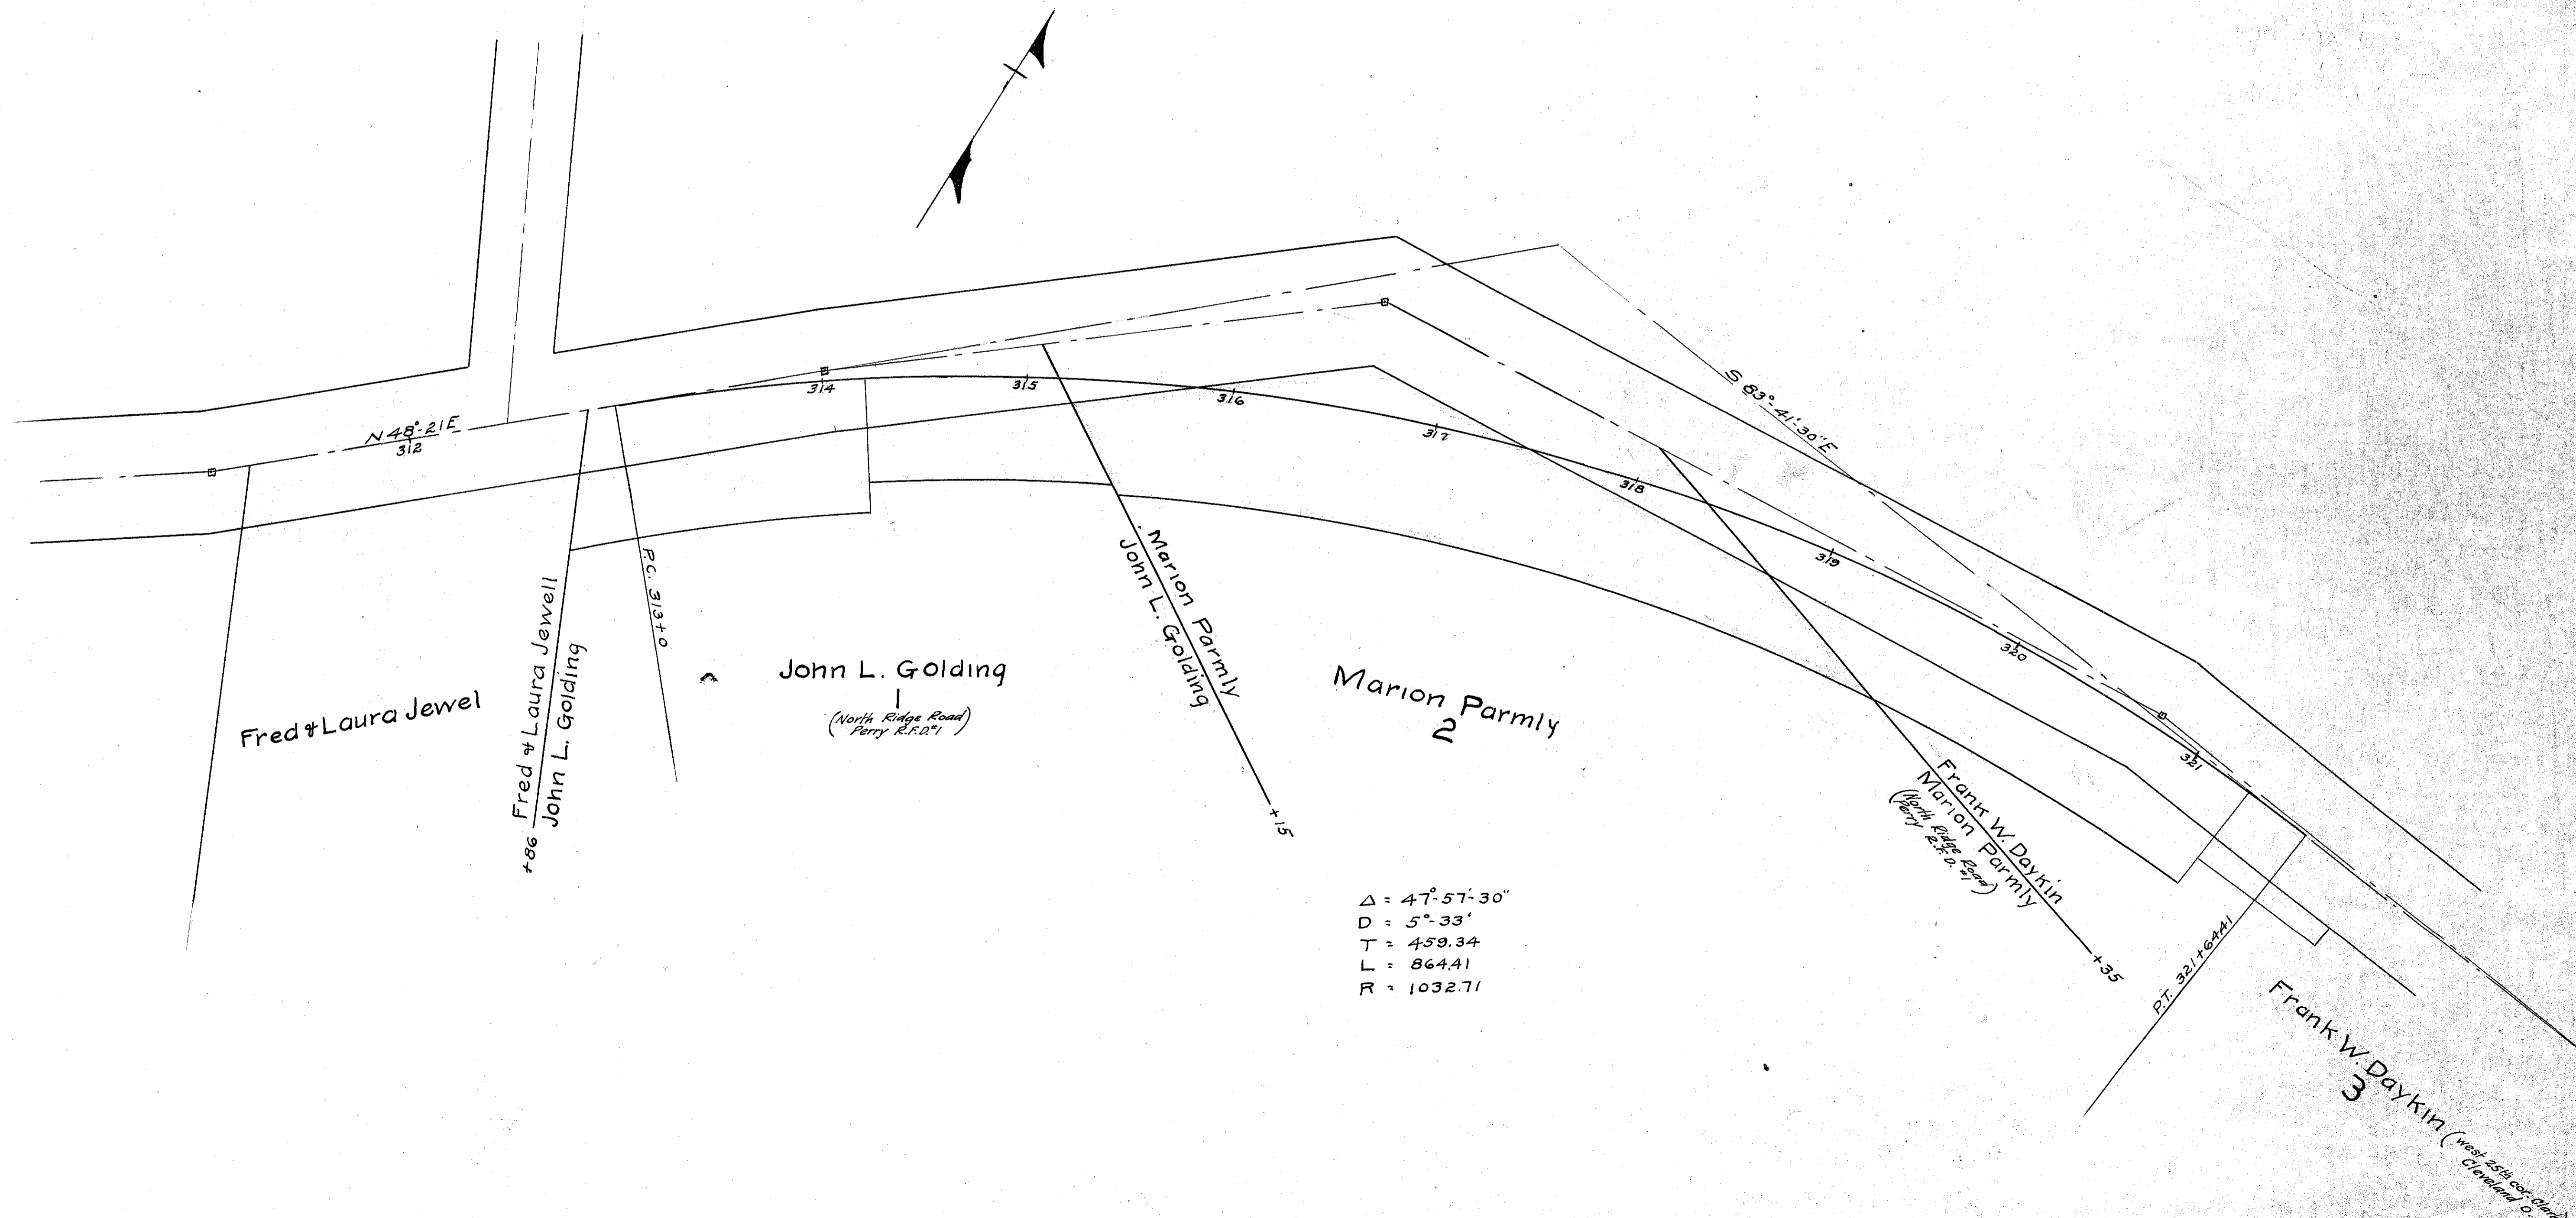 N 48°-21E
312
314
315
316
317
318
319
320
321
S 83°-41'-30"E
Fred & Laura Jewel
+86
Fred & Laura Jewell
John L. Golding
P.C. 313+0
John L. Golding
1
(North Ridge Road)
Perry R.F.D.#1
Marion Parmly
John L. Golding
+15
Marion Parmly
2
Δ = 47°-57'-30"
D = 5°-33'
T = 459.34
L = 864.41
R = 1032.71
Frank W. Daykin
Marion Parmly
(North Ridge Road)
Perry R.F.D. #1
+35
P.T. 321+64.41
Frank W. Daykin
3
(West 25th cor. Clark)
Cleveland O.